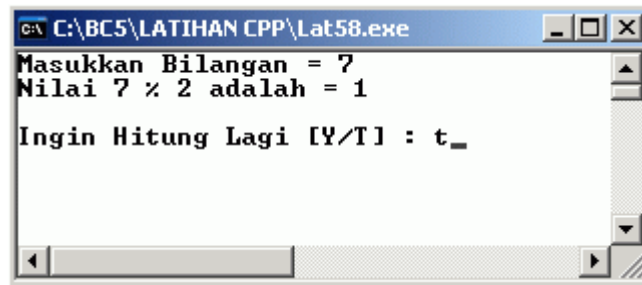 C:\BC5\LATIHAN CPP\Lat58.exe
Masukkan Bilangan = 7
Nilai 7 % 2 adalah = 1
Ingin Hitung Lagi [Y/T] : t_